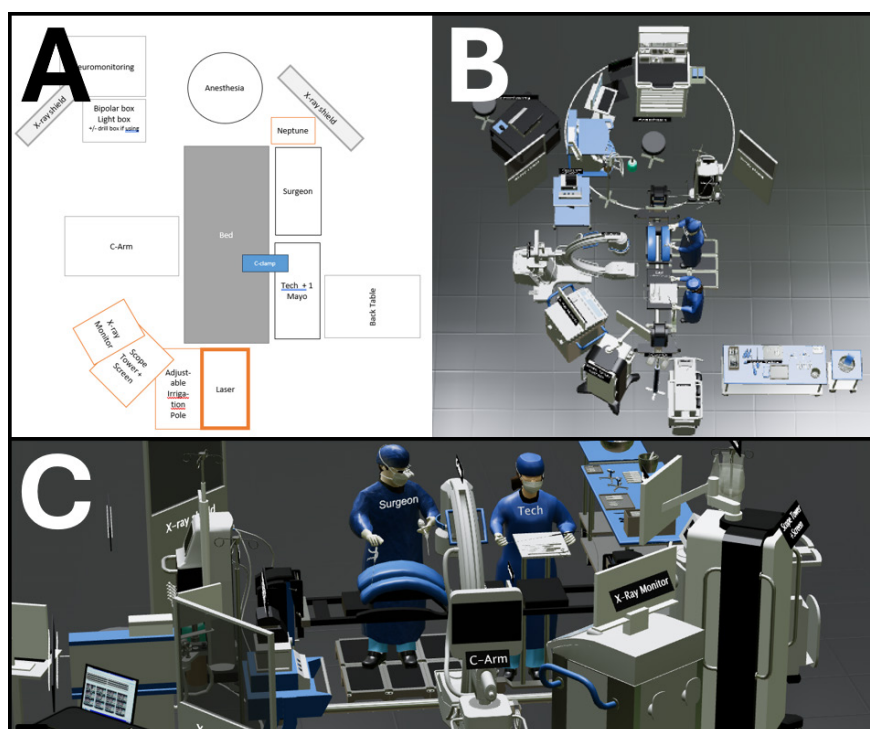 A
euromonitoring
X-ray shield
Bipolar box
Light box
+/- drill box if using
Anesthesia
X-ray shield
Neptune
Surgeon
Bed
C-Arm
C-clamp
Tech + 1
Mayo
Back Table
X-ray
Monitor
Scope
Tower+
Screen
Adjust-
able
Irriga-
tion
Pole
Laser
B
C
X-ray shield
Surgeon
Tech
Scope Tower
+Screen
X-Ray Monitor
C-Arm
X